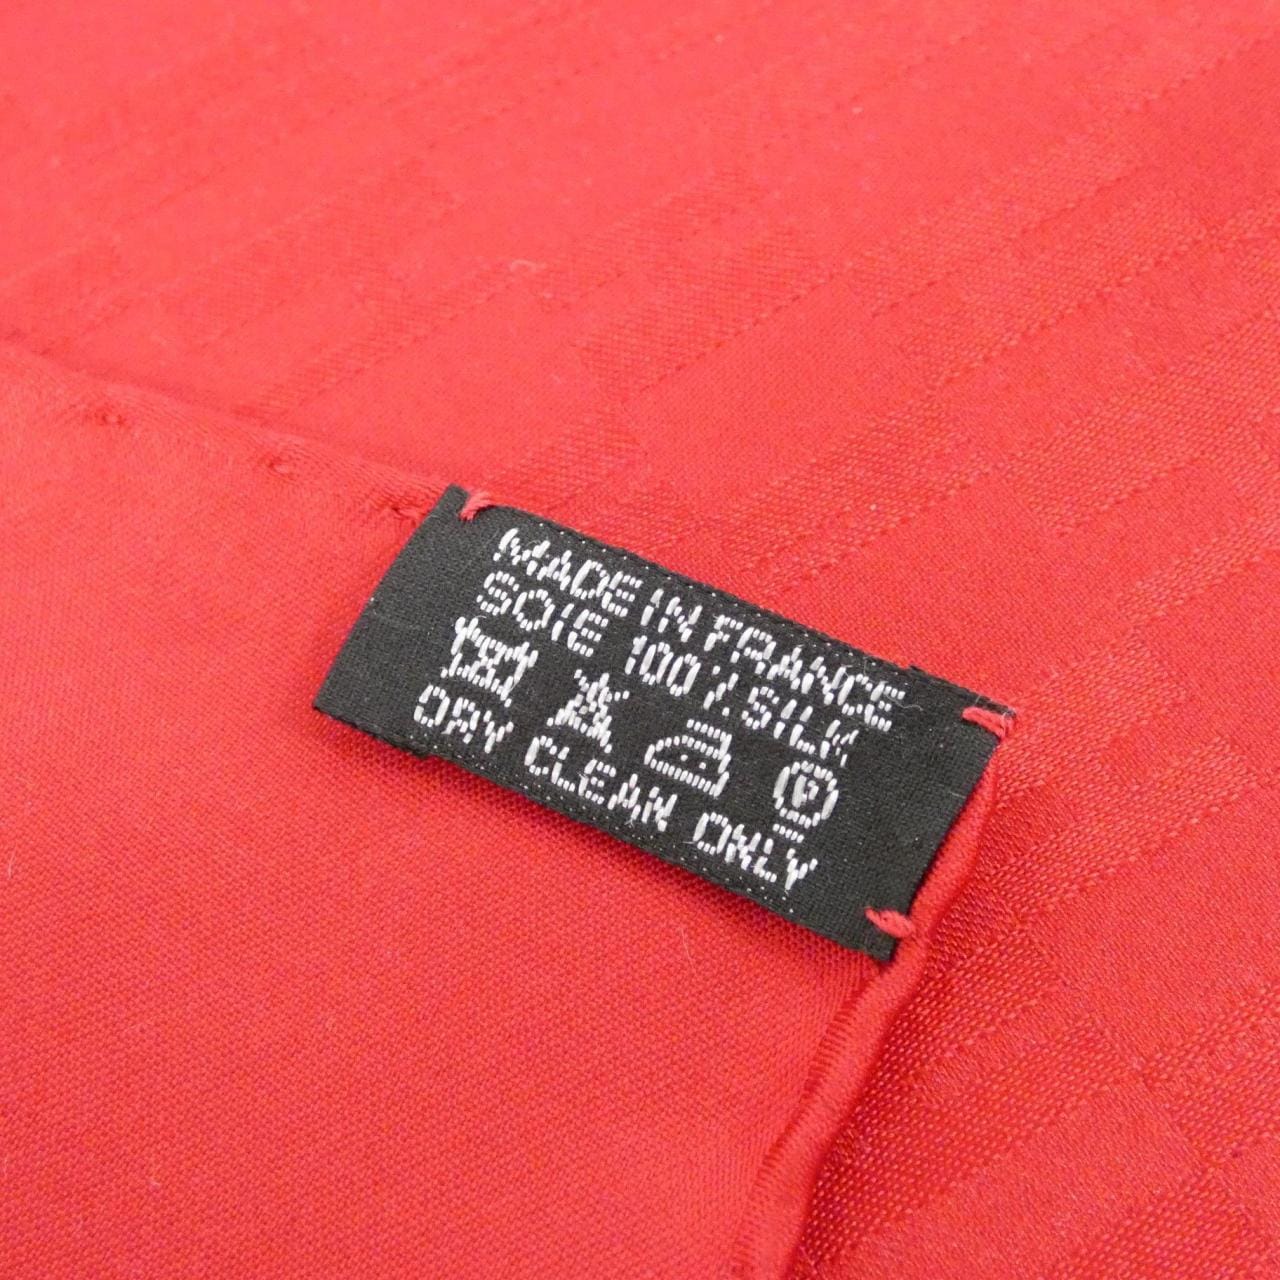 MADE IN FRANCE
SOIE 100% SILK
P
DRY CLEAN ONLY